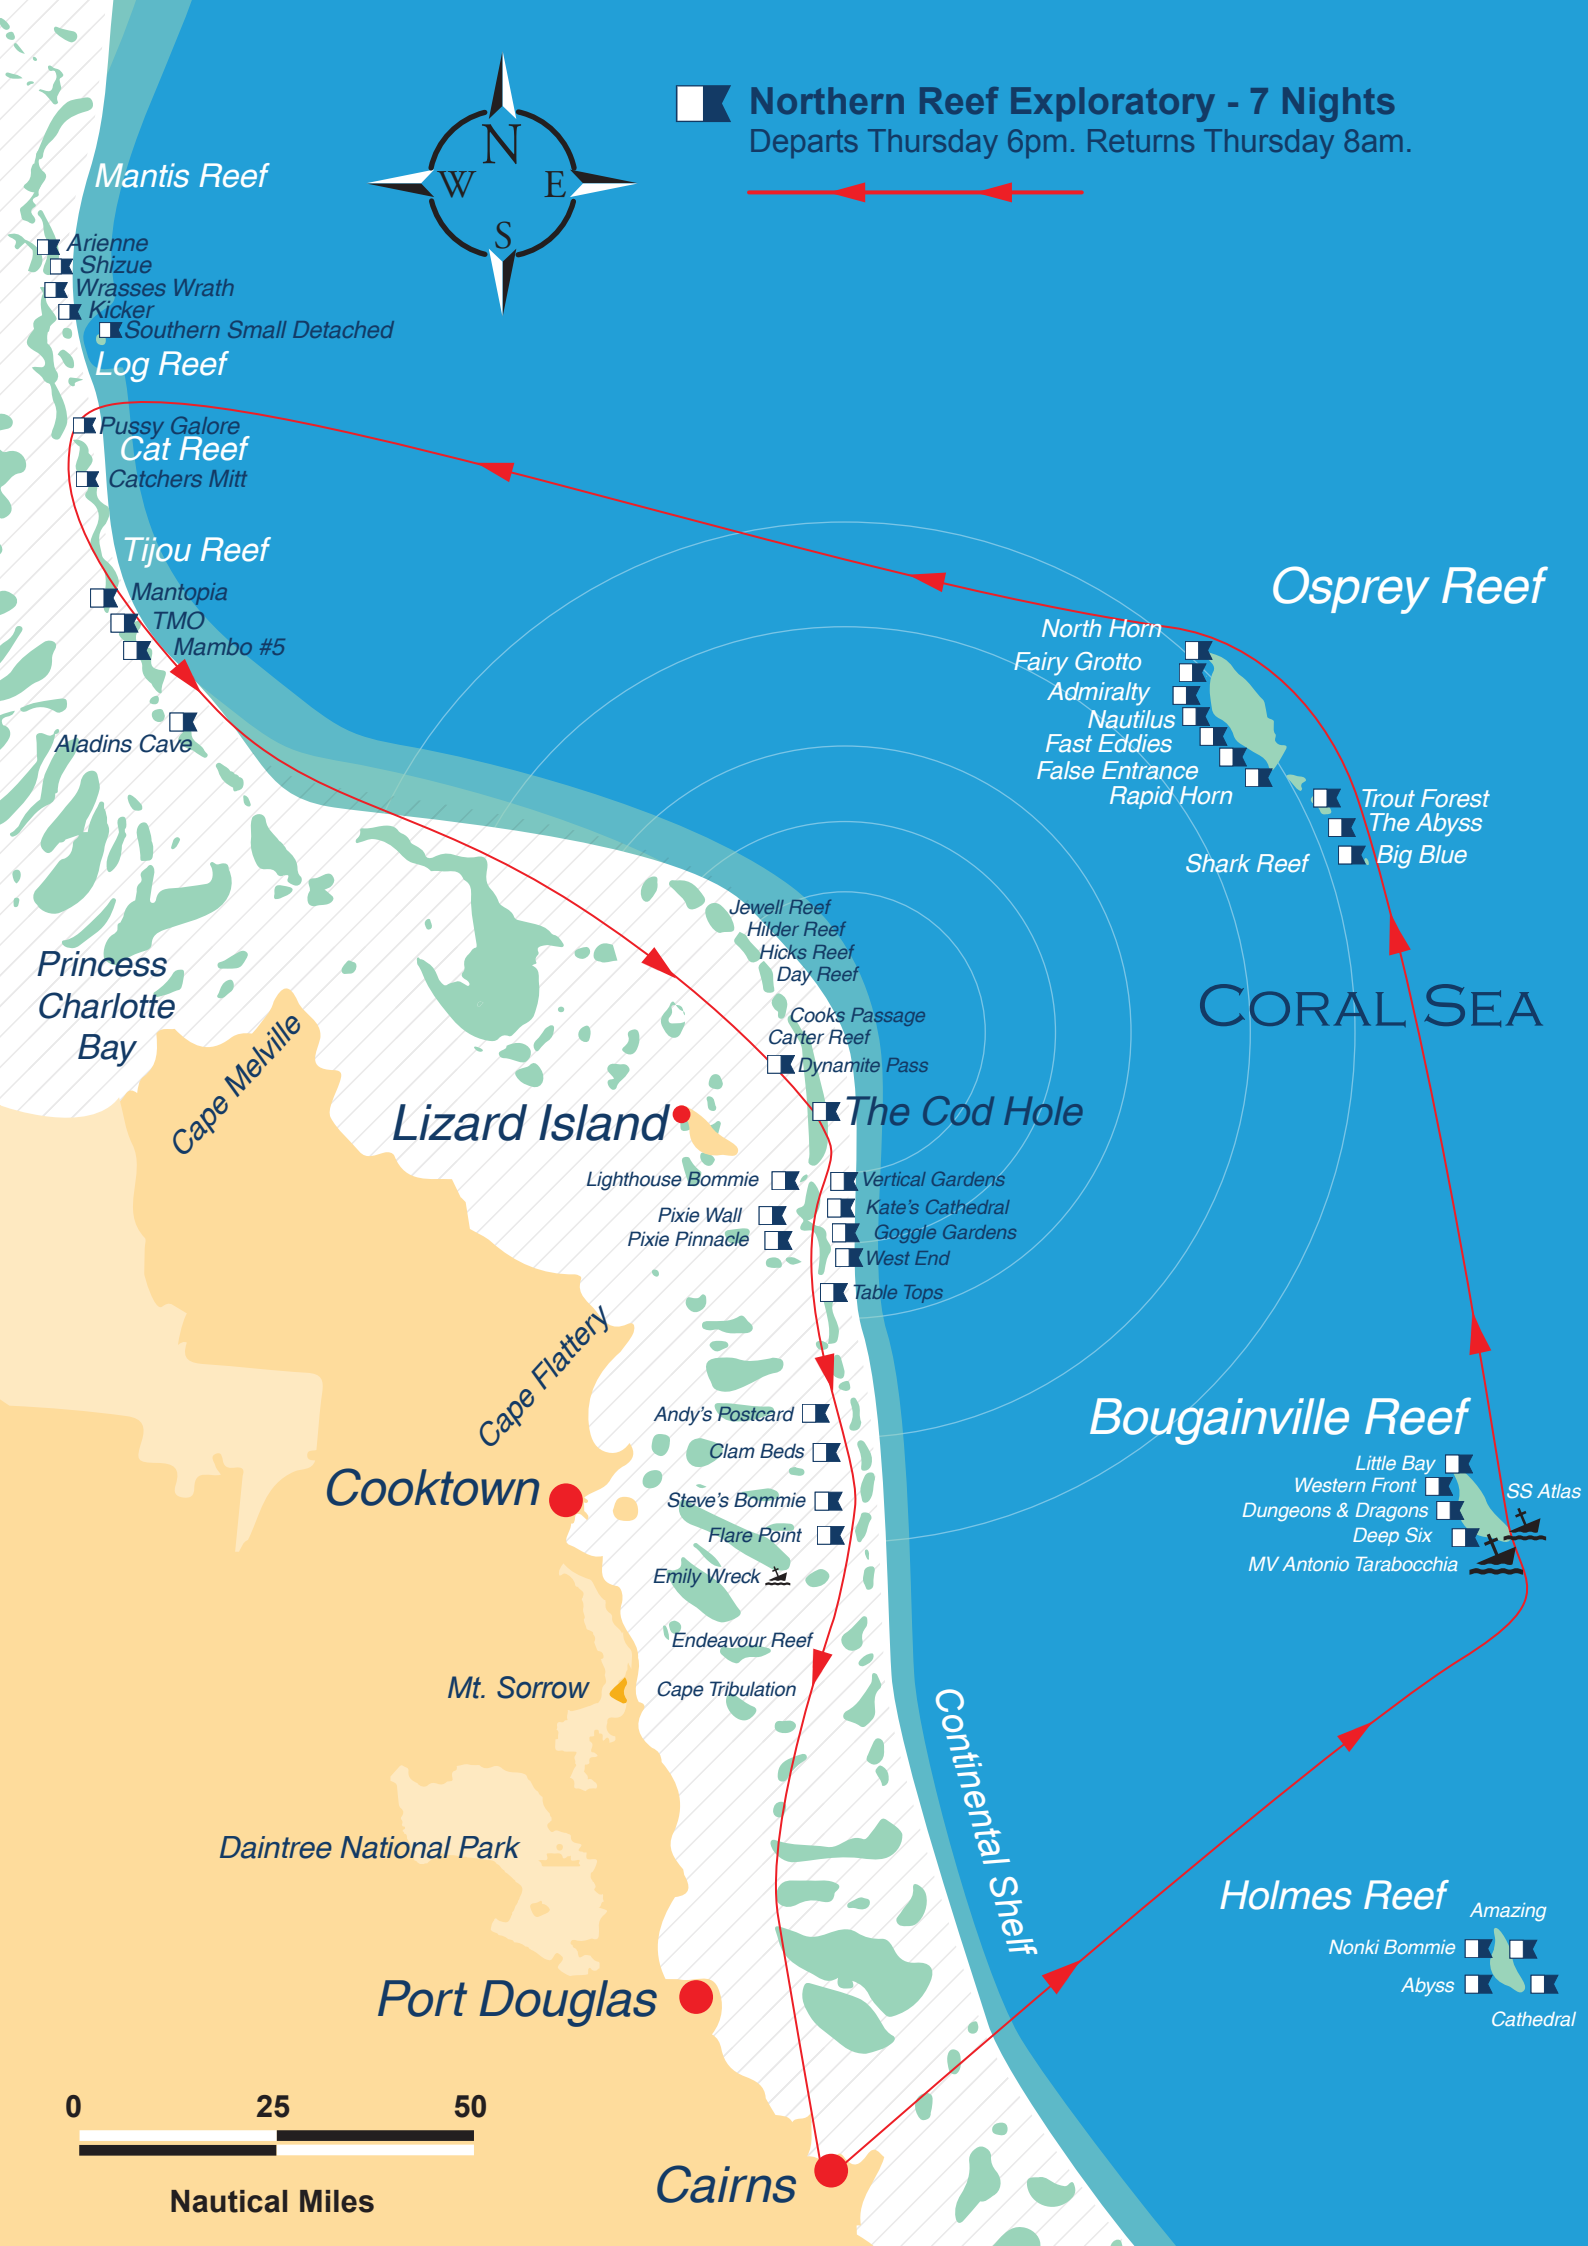 Northern Reef Exploratory - 7 Nights
Departs Thursday 6pm. Returns Thursday 8am.
N
W E
S
Mantis Reef
Arienne
Shizue
Wrasses Wrath
Kicker
Southern Small Detached
Log Reef
Pussy Galore
Cat Reef
Catchers Mitt
Tijou Reef
Mantopia
TMO
Mambo #5
Aladins Cave
Osprey Reef
North Horn
Fairy Grotto
Admiralty
Nautilus
Fast Eddies
False Entrance
Rapid Horn
Trout Forest
The Abyss
Big Blue
Shark Reef
Jewell Reef
Hilder Reef
Hicks Reef
Day Reef
Princess
Charlotte
Bay
Cape Melville
Coral Sea
Cooks Passage
Carter Reef
Dynamite Pass
Lizard Island
The Cod Hole
Lighthouse Bommie
Vertical Gardens
Pixie Wall
Kate's Cathedral
Pixie Pinnacle
Goggle Gardens
West End
Table Tops
Cape Flattery
Andy's Postcard
Clam Beds
Cooktown
Steve's Bommie
Flare Point
Emily Wreck
Bougainville Reef
Little Bay
Western Front
SS Atlas
Dungeons & Dragons
Deep Six
MV Antonio Tarabocchia
Endeavour Reef
Mt. Sorrow
Cape Tribulation
Continental Shelf
Daintree National Park
Holmes Reef
Amazing
Nonki Bommie
Abyss
Cathedral
Port Douglas
0 25 50
Nautical Miles
Cairns